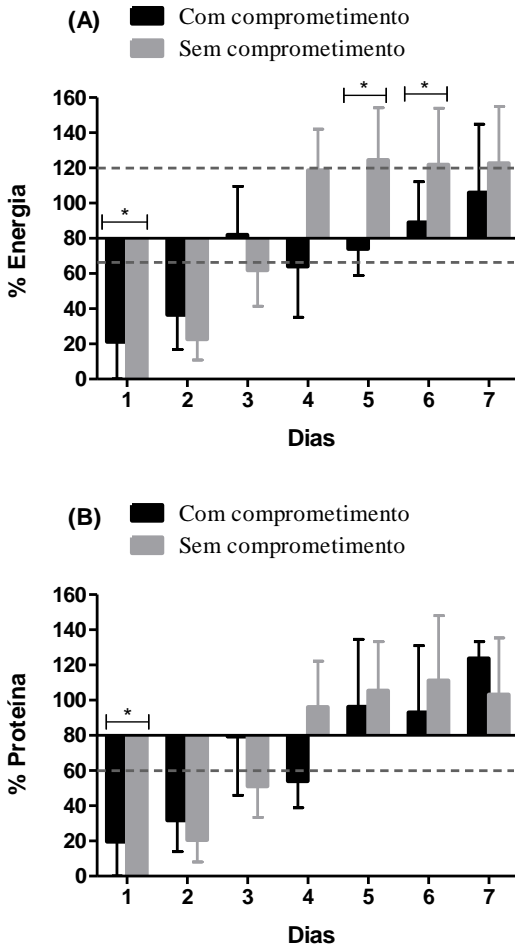 (A)
Com comprometimento
Sem comprometimento
* * *
160
140
120
100
80
60
40
20
0
% Energia
1 2 3 4 5 6 7
Dias
(B)
Com comprometimento
Sem comprometimento
*
160
140
120
100
80
60
40
20
0
% Proteína
1 2 3 4 5 6 7
Dias